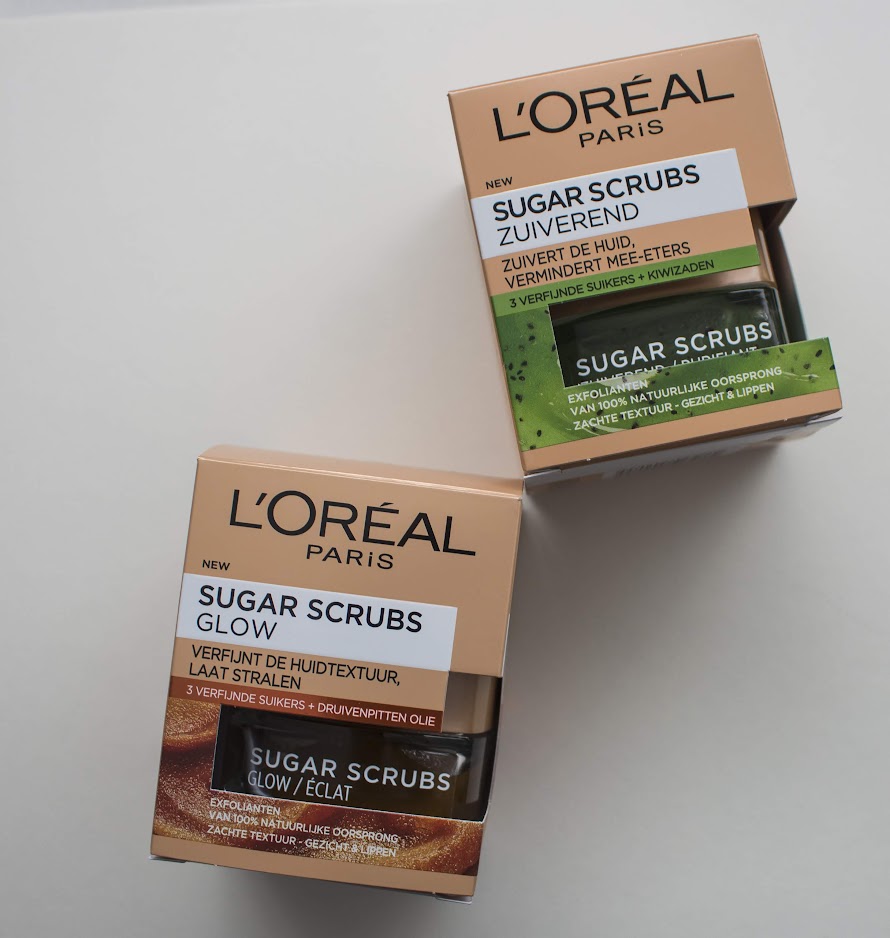 L'ORÉAL
PARiS
NEW
SUGAR SCRUBS
ZUIVEREND
ZUIVERT DE HUID,
VERMINDERT MEE-ETERS
3 VERFIJNDE SUIKERS + KIWIZADEN
SUGAR SCRUBS
ZUIVEREND / PURIFIANT
EXFOLIANTEN
VAN 100% NATUURLIJKE OORSPRONG
ZACHTE TEXTUUR - GEZICHT & LIPPEN
L'ORÉAL
PARiS
NEW
SUGAR SCRUBS
GLOW
VERFIJNT DE HUIDTEXTUUR,
LAAT STRALEN
3 VERFIJNDE SUIKERS + DRUIVENPITTEN OLIE
SUGAR SCRUBS
GLOW / ÉCLAT
EXFOLIANTEN
VAN 100% NATUURLIJKE OORSPRONG
ZACHTE TEXTUUR - GEZICHT & LIPPEN